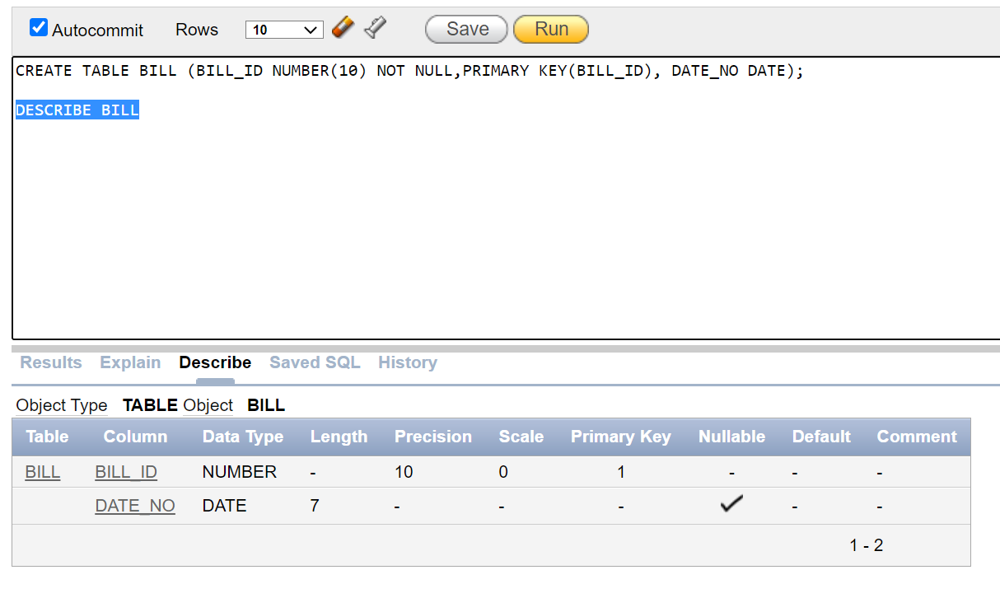 Autocommit Rows 10 Save Run
CREATE TABLE BILL (BILL_ID NUMBER(10) NOT NULL,PRIMARY KEY(BILL_ID), DATE_NO DATE);
DESCRIBE BILL
Results Explain Describe Saved SQL History
Object Type TABLE Object BILL
Table Column Data Type Length Precision Scale Primary Key Nullable Default Comment
BILL BILL_ID NUMBER - 10 0 1 - - -
DATE_NO DATE 7 - - - - -
1 - 2